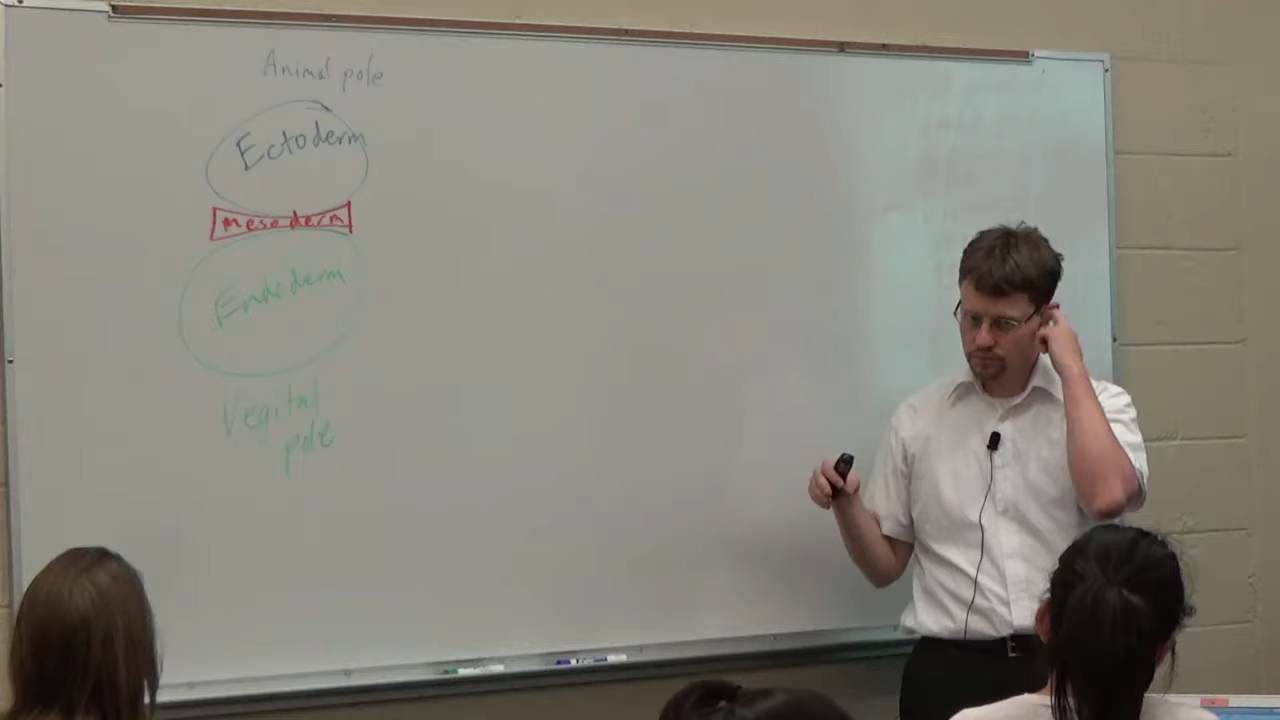 Animal pole
Ectoderm
mesoderm
Endoderm
Vegital
pole